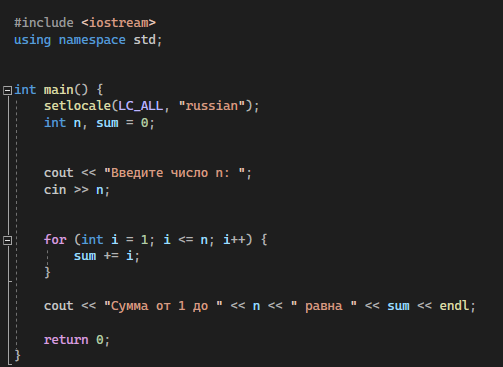 #include <iostream>
using namespace std;
int main() {
setlocale(LC_ALL, "russian");
int n, sum = 0;
cout << "Введите число n: ";
cin >> n;
for (int i = 1; i <= n; i++) {
sum += i;
}
cout << "Сумма от 1 до " << n << " равна " << sum << endl;
return 0;
}